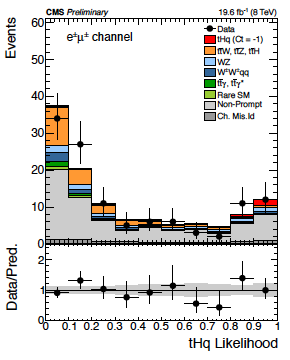 CMS Preliminary 19.6 fb⁻¹ (8 TeV)
Events
60
50
40
30
20
10
e±μ± channel
Data
tHq (Ct = -1)
tt̄W, tt̄Z, tt̄H
WZ
W±W±qq
tt̄γ, tt̄γ*
Rare SM
Non-Prompt
Ch. Mis.Id
Data/Pred.
2
1
0
0 0.1 0.2 0.3 0.4 0.5 0.6 0.7 0.8 0.9 1
tHq Likelihood